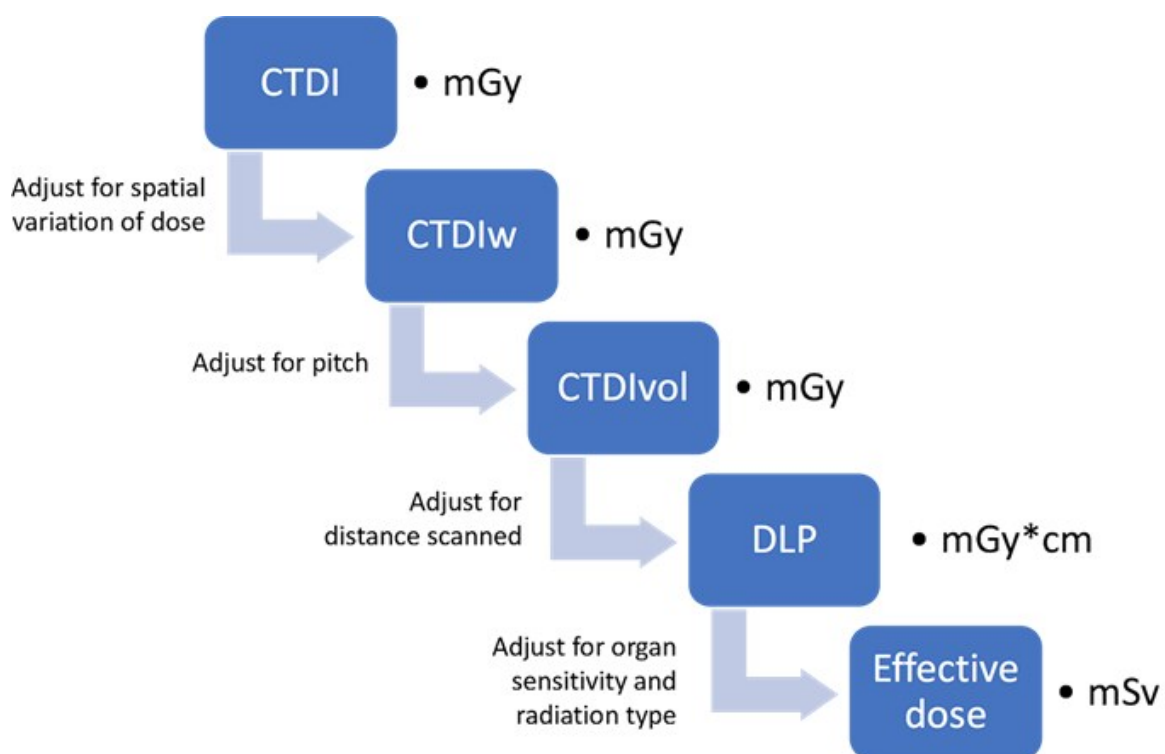 CTDI
• mGy
Adjust for spatial
variation of dose
CTDIw
• mGy
Adjust for pitch
CTDIvol
• mGy
Adjust for
distance scanned
DLP
• mGy*cm
Adjust for organ
sensitivity and
radiation type
Effective
dose
• mSv